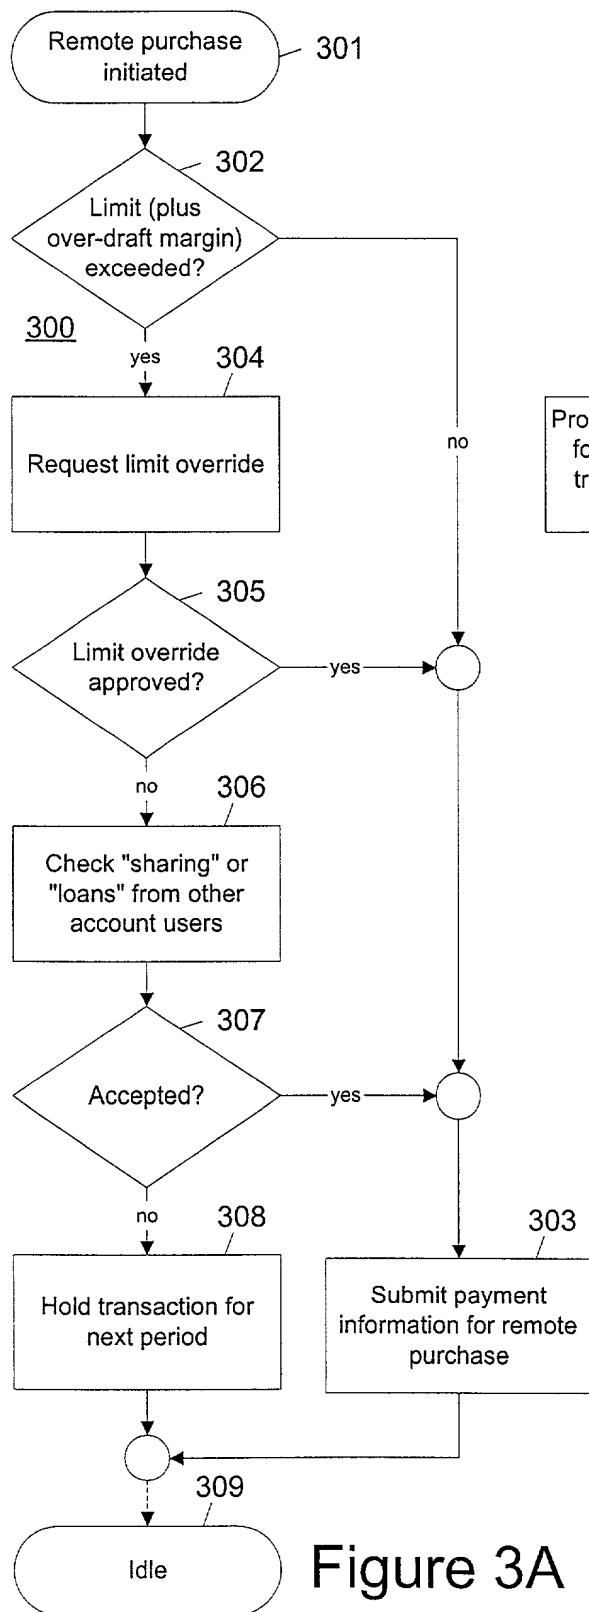 Remote purchase
initiated
301
302
Limit (plus
over-draft margin)
exceeded?
300
yes
304
no
Request limit override
305
Limit override
approved?
yes
no
306
Check "sharing" or
"loans" from other
account users
307
Accepted?
yes
no
308
Hold transaction for
next period
303
Submit payment
information for remote
purchase
309
Idle
Figure 3A